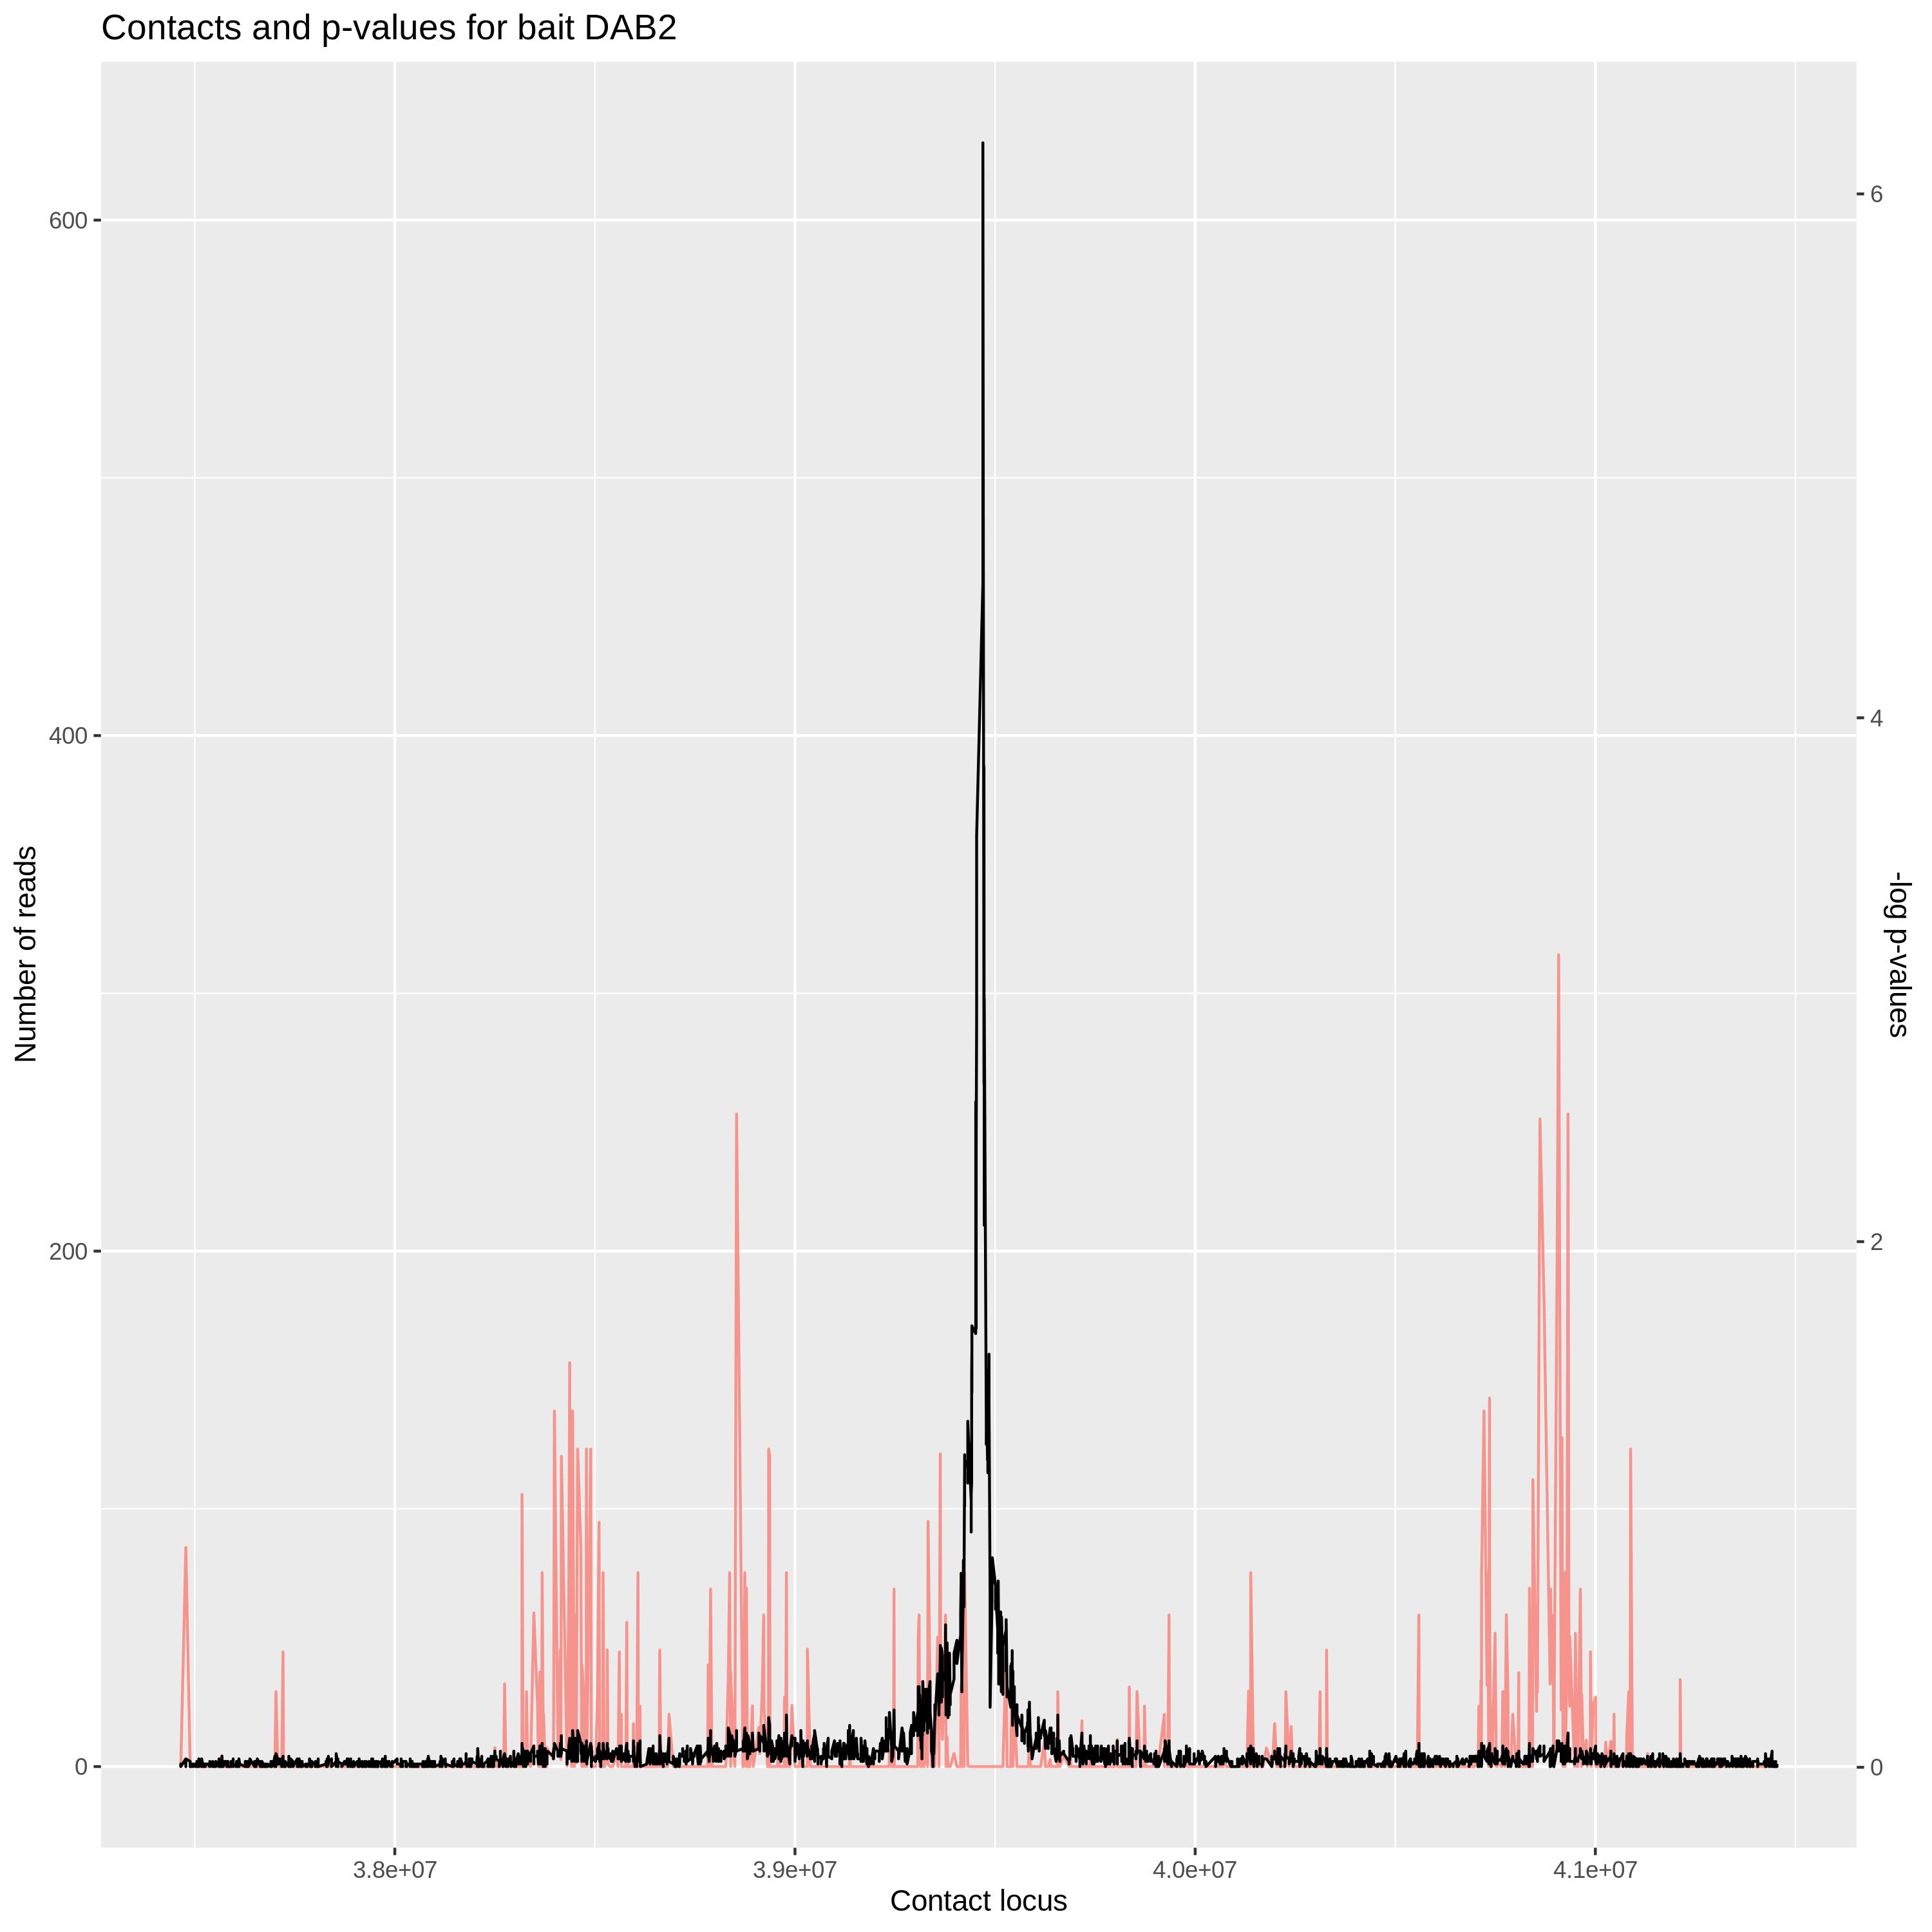 Contacts and p-values for bait DAB2
600
400
200
0
Number of reads
6
4
2
0
-log p-values
3.8e+07
3.9e+07
4.0e+07
4.1e+07
Contact locus